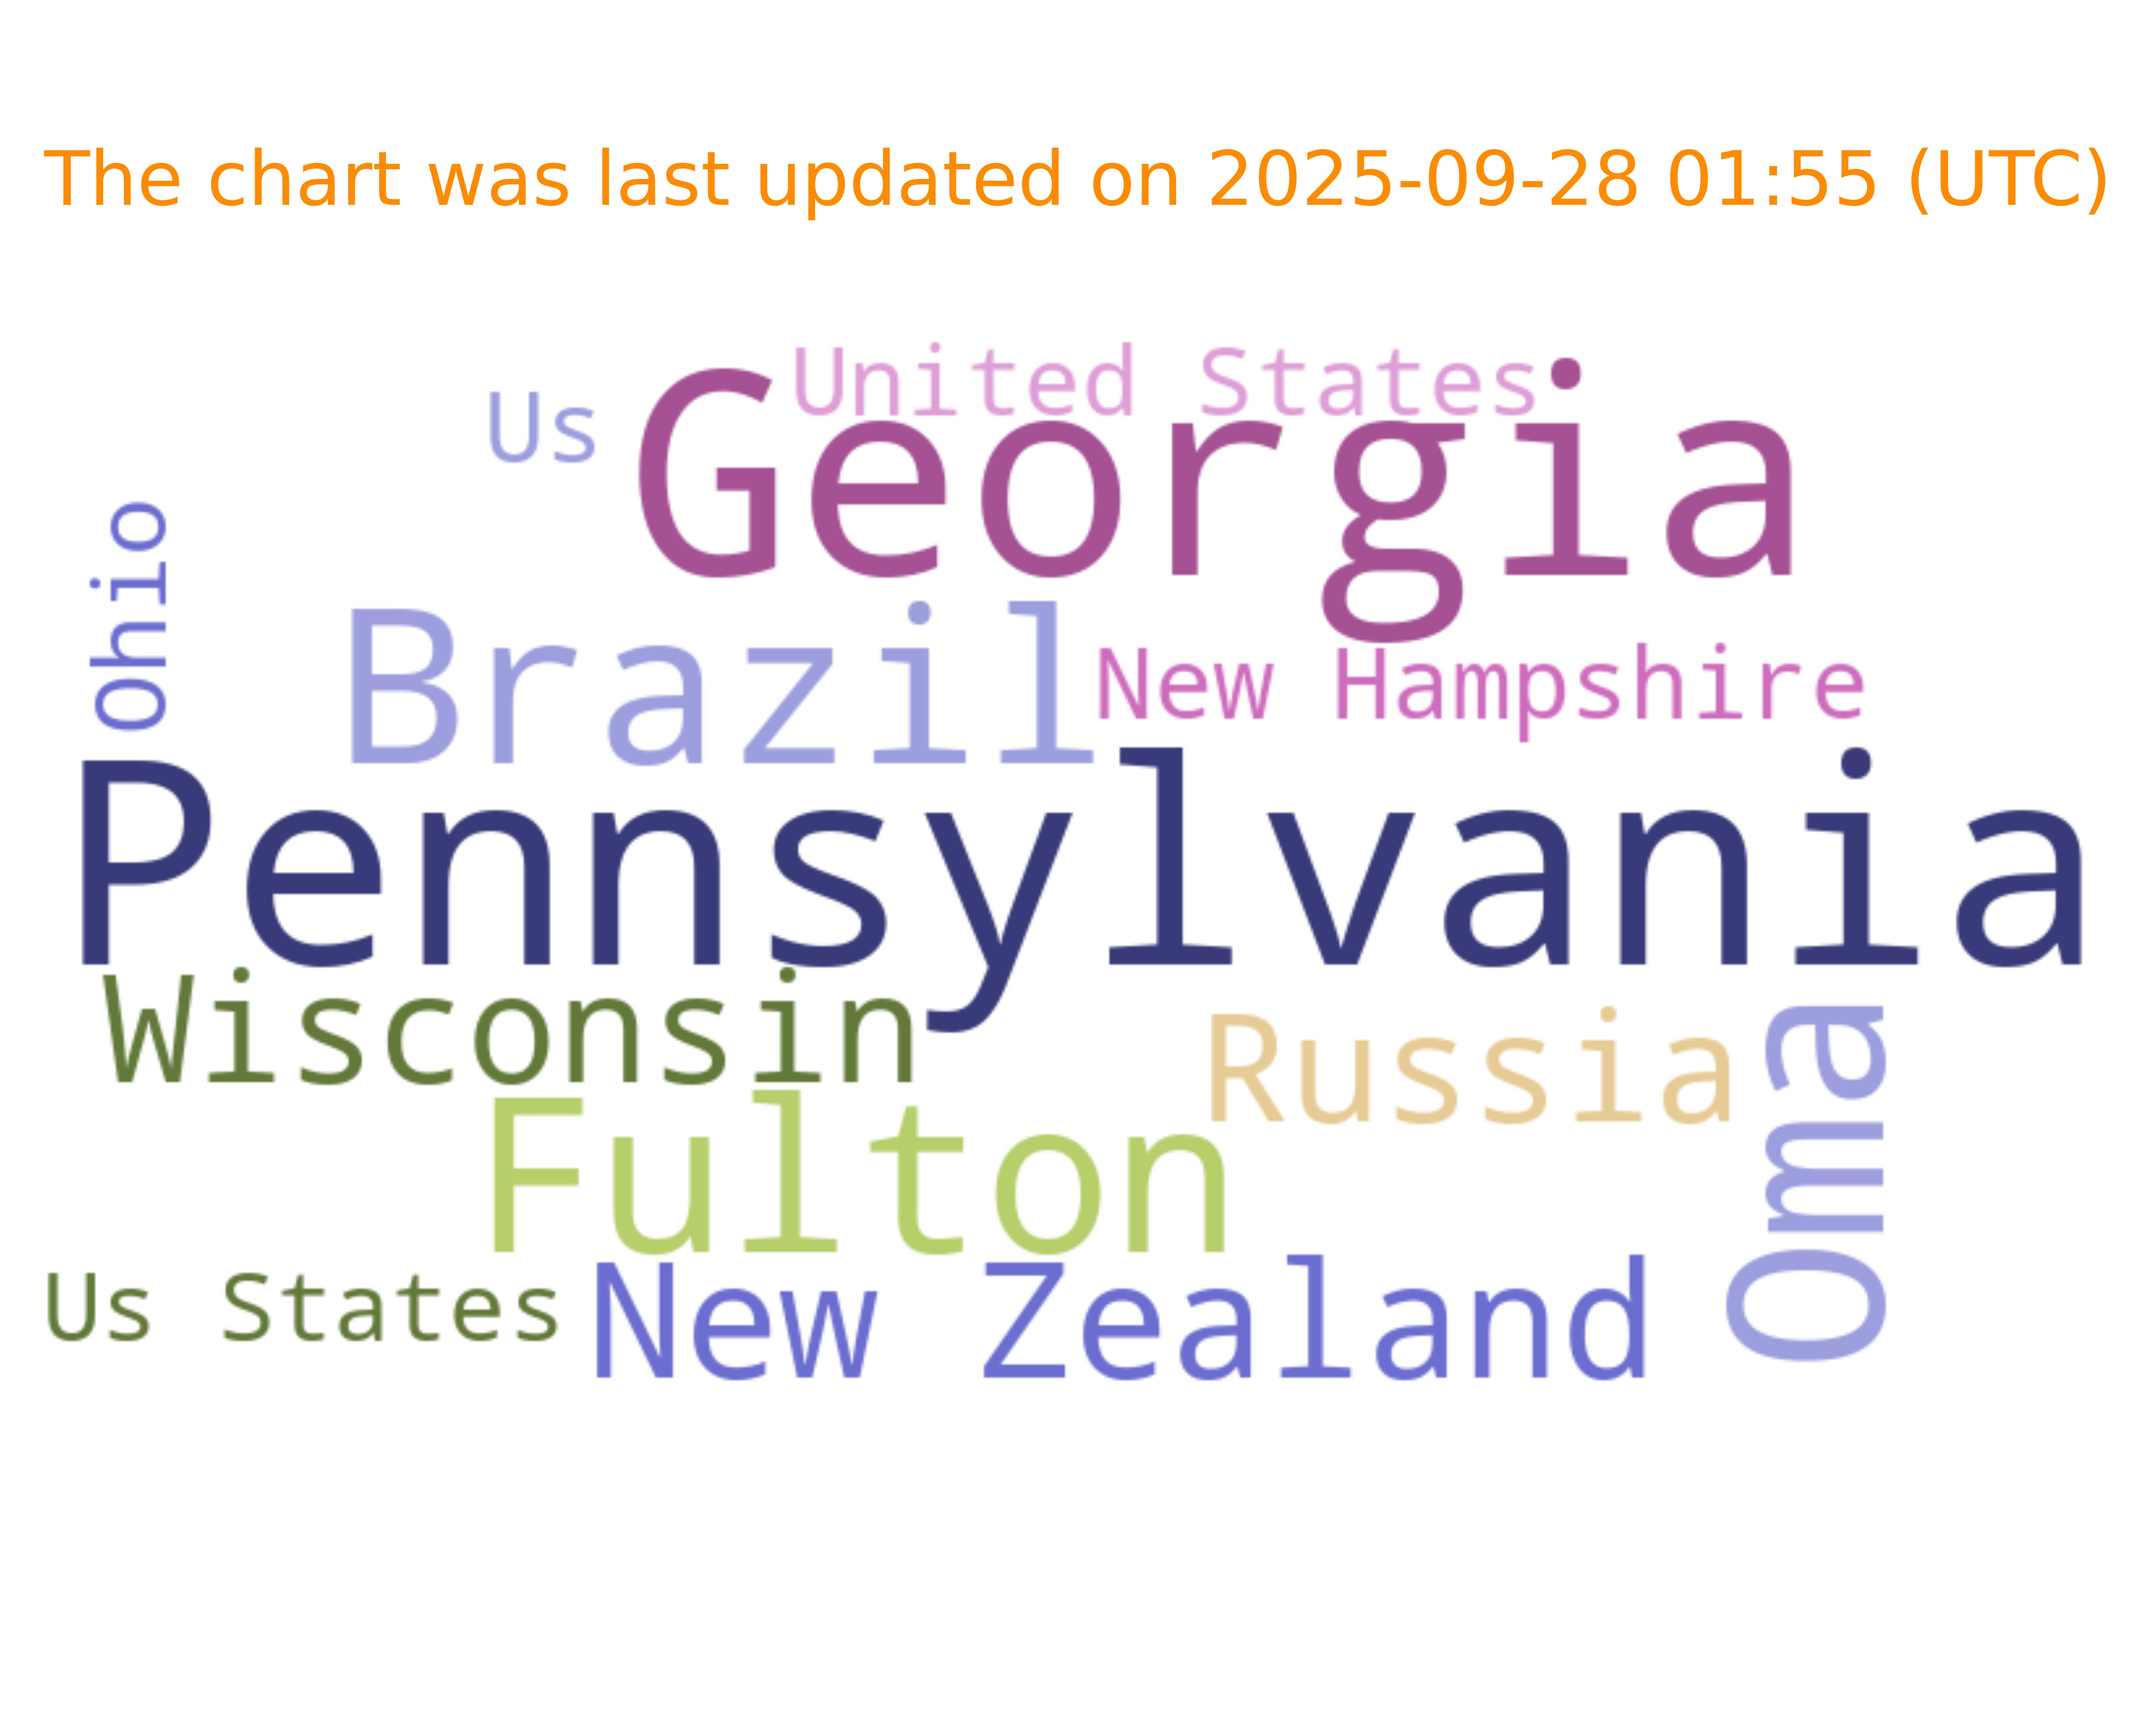 The chart was last updated on 2025-09-28 01:55 (UTC)
United States
Us
Georgia
Ohio
Brazil
New Hampshire
Pennsylvania
Wisconsin
Russia
Oma
Fulton
Us States
New Zealand